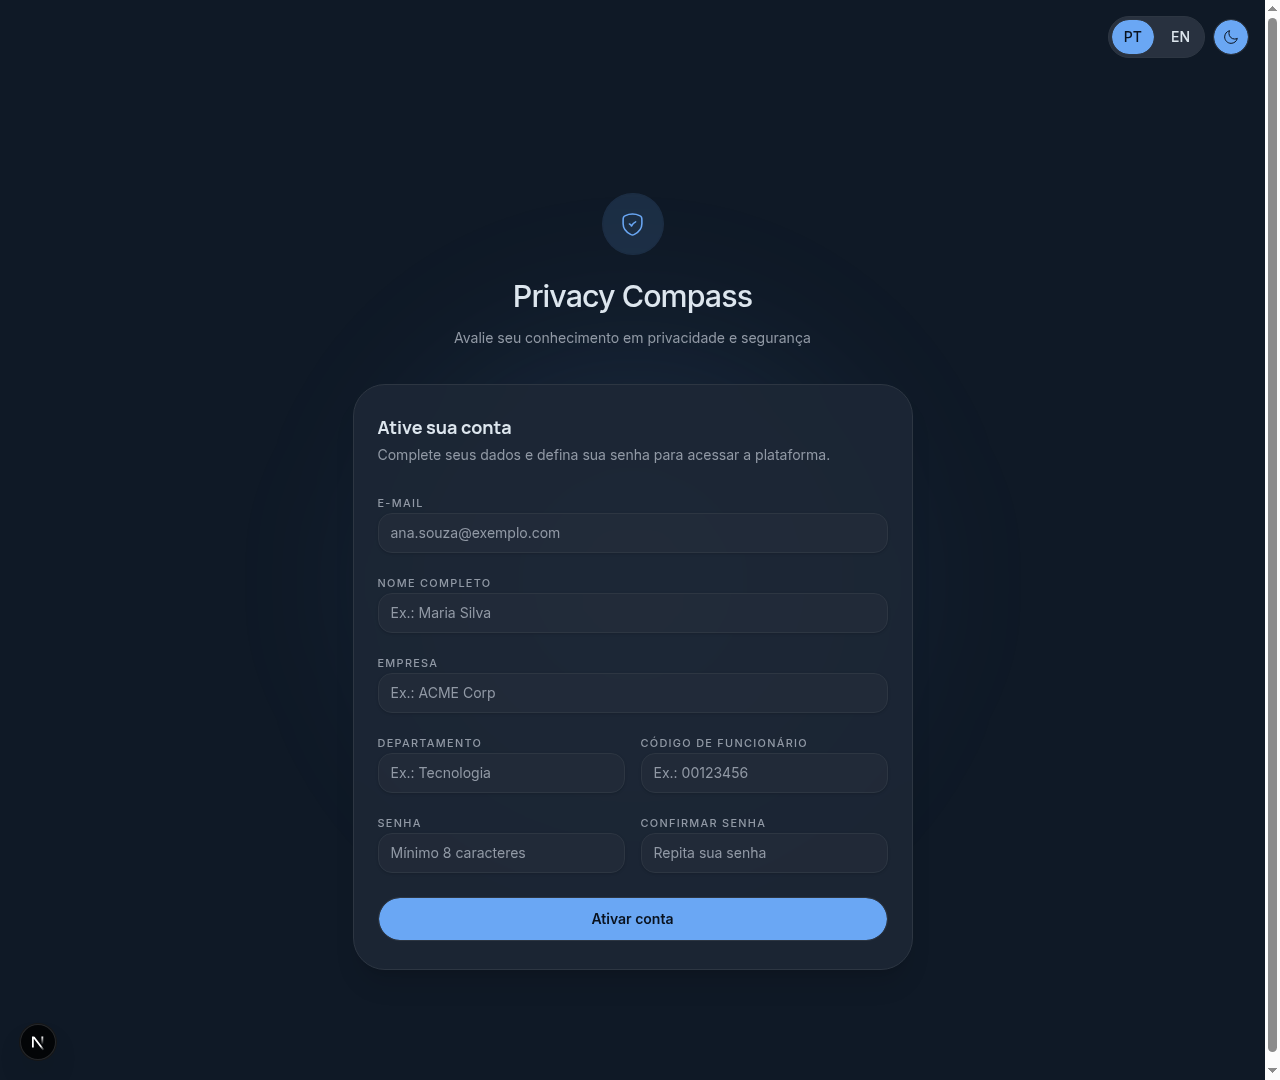 PT EN
Privacy Compass
Avalie seu conhecimento em privacidade e segurança
Ative sua conta
Complete seus dados e defina sua senha para acessar a plataforma.
E-MAIL
ana.souza@exemplo.com
NOME COMPLETO
Ex.: Maria Silva
EMPRESA
Ex.: ACME Corp
DEPARTAMENTO
Ex.: Tecnologia
CÓDIGO DE FUNCIONÁRIO
Ex.: 00123456
SENHA
Mínimo 8 caracteres
CONFIRMAR SENHA
Repita sua senha
Ativar conta
N